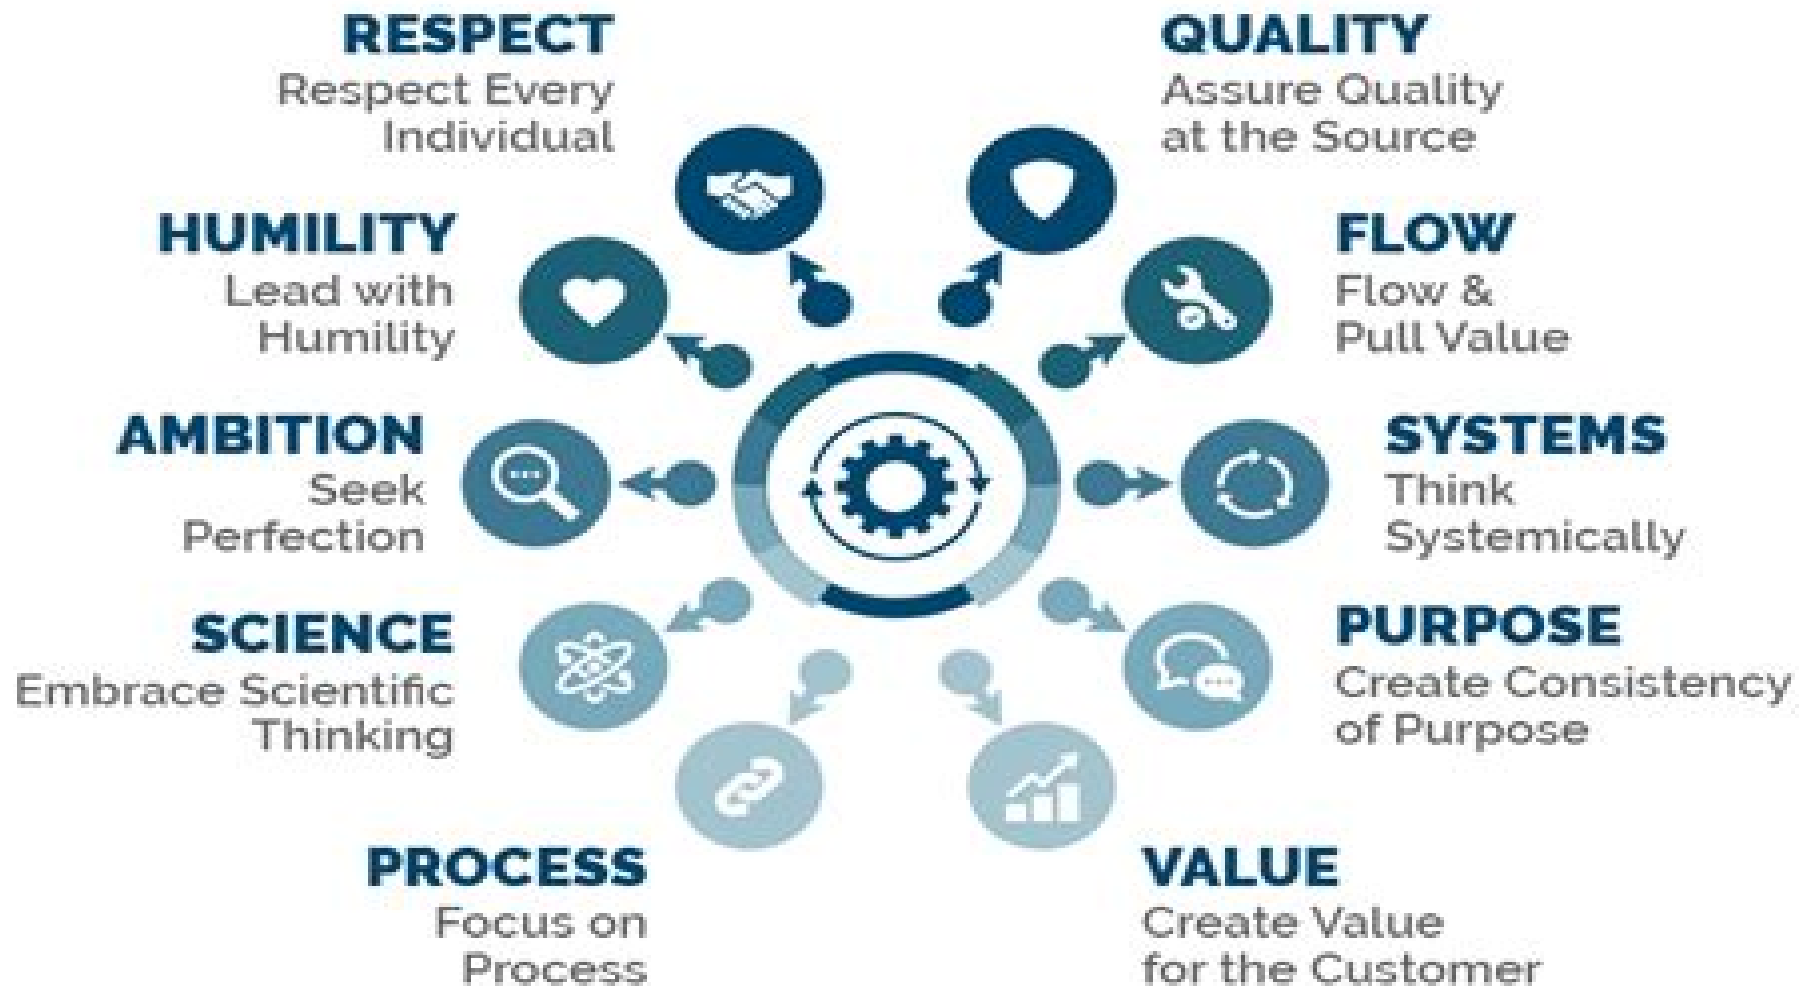 RESPECT
Respect Every
Individual
HUMILITY
Lead with
Humility
AMBITION
Seek
Perfection
SCIENCE
Embrace Scientific
Thinking
PROCESS
Focus on
Process
QUALITY
Assure Quality
at the Source
FLOW
Flow &
Pull Value
SYSTEMS
Think
Systemically
PURPOSE
Create Consistency
of Purpose
VALUE
Create Value
for the Customer